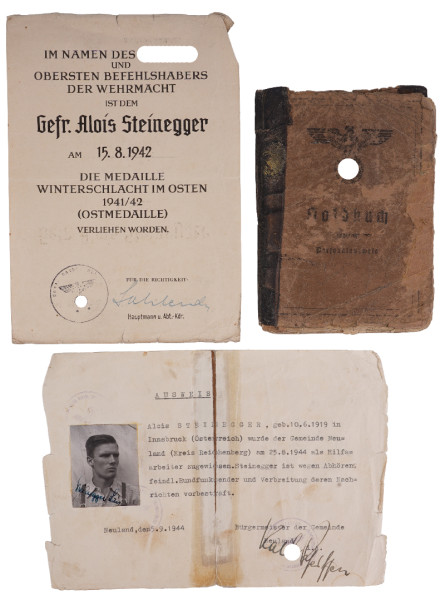 IM NAMEN DES
UND
OBERSTEN BEFEHLSHABERS
DER WEHRMACHT
IST DEM
Gefr. Alois Steinegger
AM 15.8.1942
DIE MEDAILLE
WINTERSCHLACHT IM OSTEN
1941/42
(OSTMEDAILLE)
VERLIEHEN WORDEN.
FÜR DIE RICHTIGKEIT:
Hauptmann u. Abt.-Kdr.
Soldbuch
zugleich
Personalausweis
AUSWEIS
Alois STEINEGGER, geb.10.6.1919 in
Innsbruck (Österreich) wurde der Gemeinde Neu-
land (Kreis Reichenberg) am 25.8.1944 als Hilfs-
arbeiter zugewiesen.Steinegger ist wegen Abhören,
feindl.Rundfunksender und Verbreitung deren Nach-
richten vorbestraft.
Neuland,den 5.9.1944
Bürgermeister der Gemeinde
Neuland